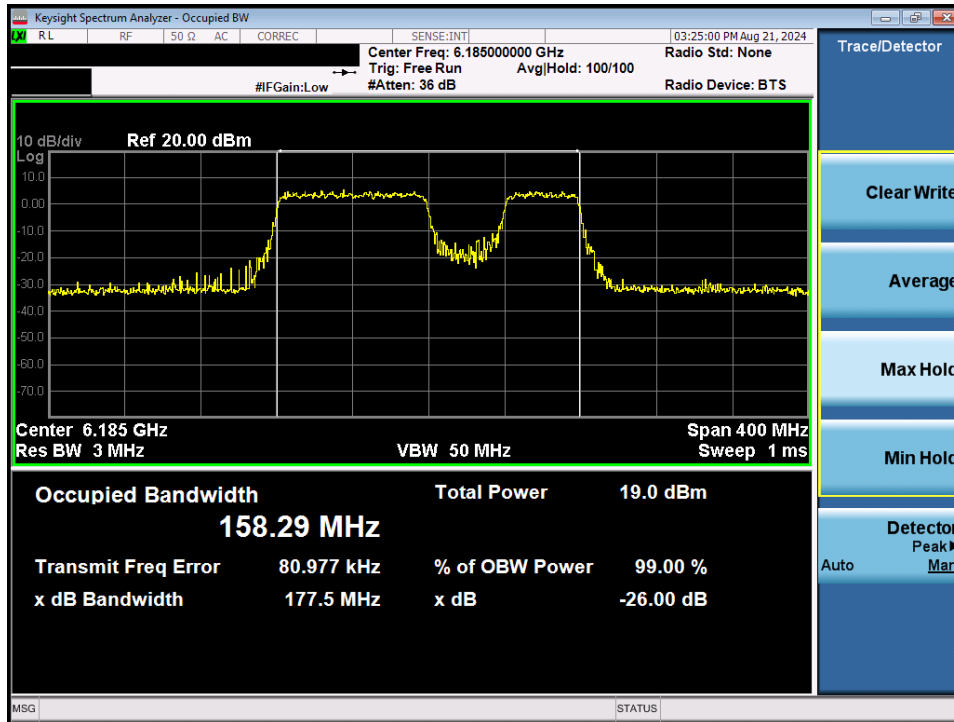 Keysight Spectrum Analyzer - Occupied BW
LXI RL RF 50 Ω AC CORREC SENSE:INT 03:25:00 PM Aug 21, 2024
Center Freq: 6.185000000 GHz Radio Std: None
Trig: Free Run Avg|Hold: 100/100
#IFGain:Low #Atten: 36 dB Radio Device: BTS
Trace/Detector
10 dB/div Ref 20.00 dBm
Log
10.0
0.00
-10.0
-20.0
-30.0
-40.0
-50.0
-60.0
-70.0
Center 6.185 GHz Span 400 MHz
Res BW 3 MHz VBW 50 MHz Sweep 1 ms
Occupied Bandwidth Total Power 19.0 dBm
158.29 MHz
Transmit Freq Error 80.977 kHz % of OBW Power 99.00 %
x dB Bandwidth 177.5 MHz x dB -26.00 dB
Clear Write
Average
Max Hold
Min Hold
Detector
Peak
Auto Man
MSG STATUS